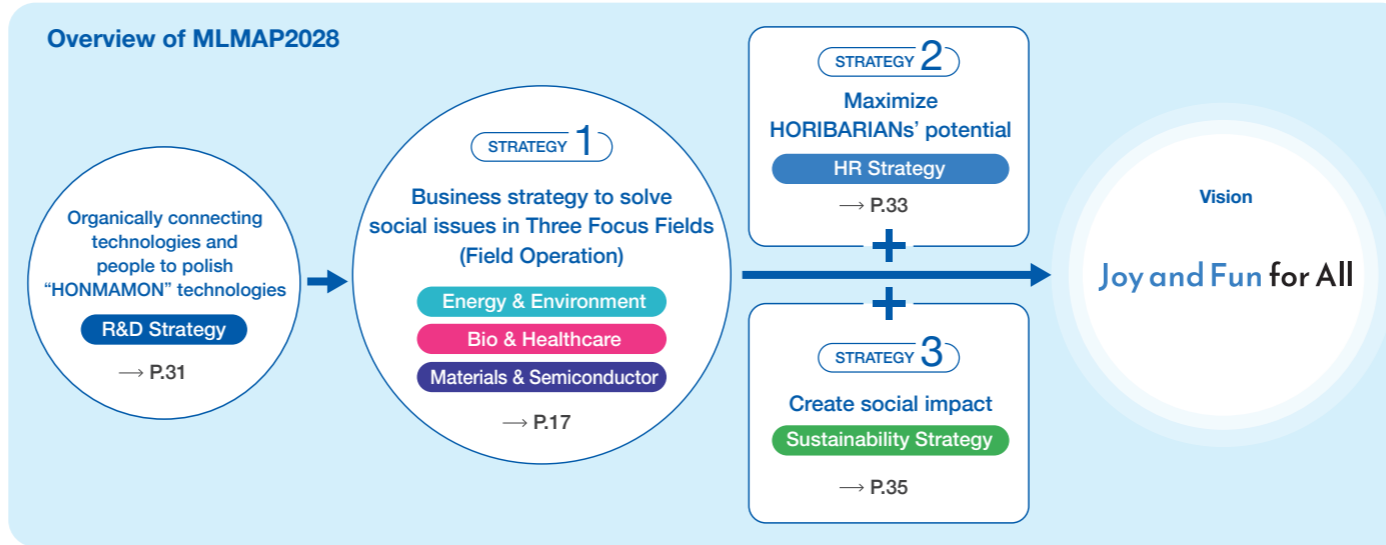 Overview of MLMAP2028
Organically connecting
technologies and
people to polish
“HONMAMON” technologies
R&D Strategy
→ P.31
STRATEGY 1
Business strategy to solve
social issues in Three Focus Fields
(Field Operation)
Energy & Environment
Bio & Healthcare
Materials & Semiconductor
→ P.17
STRATEGY 2
Maximize
HORIBARIANs’ potential
HR Strategy
→ P.33
+
+
STRATEGY 3
Create social impact
Sustainability Strategy
→ P.35
Vision
Joy and Fun for All